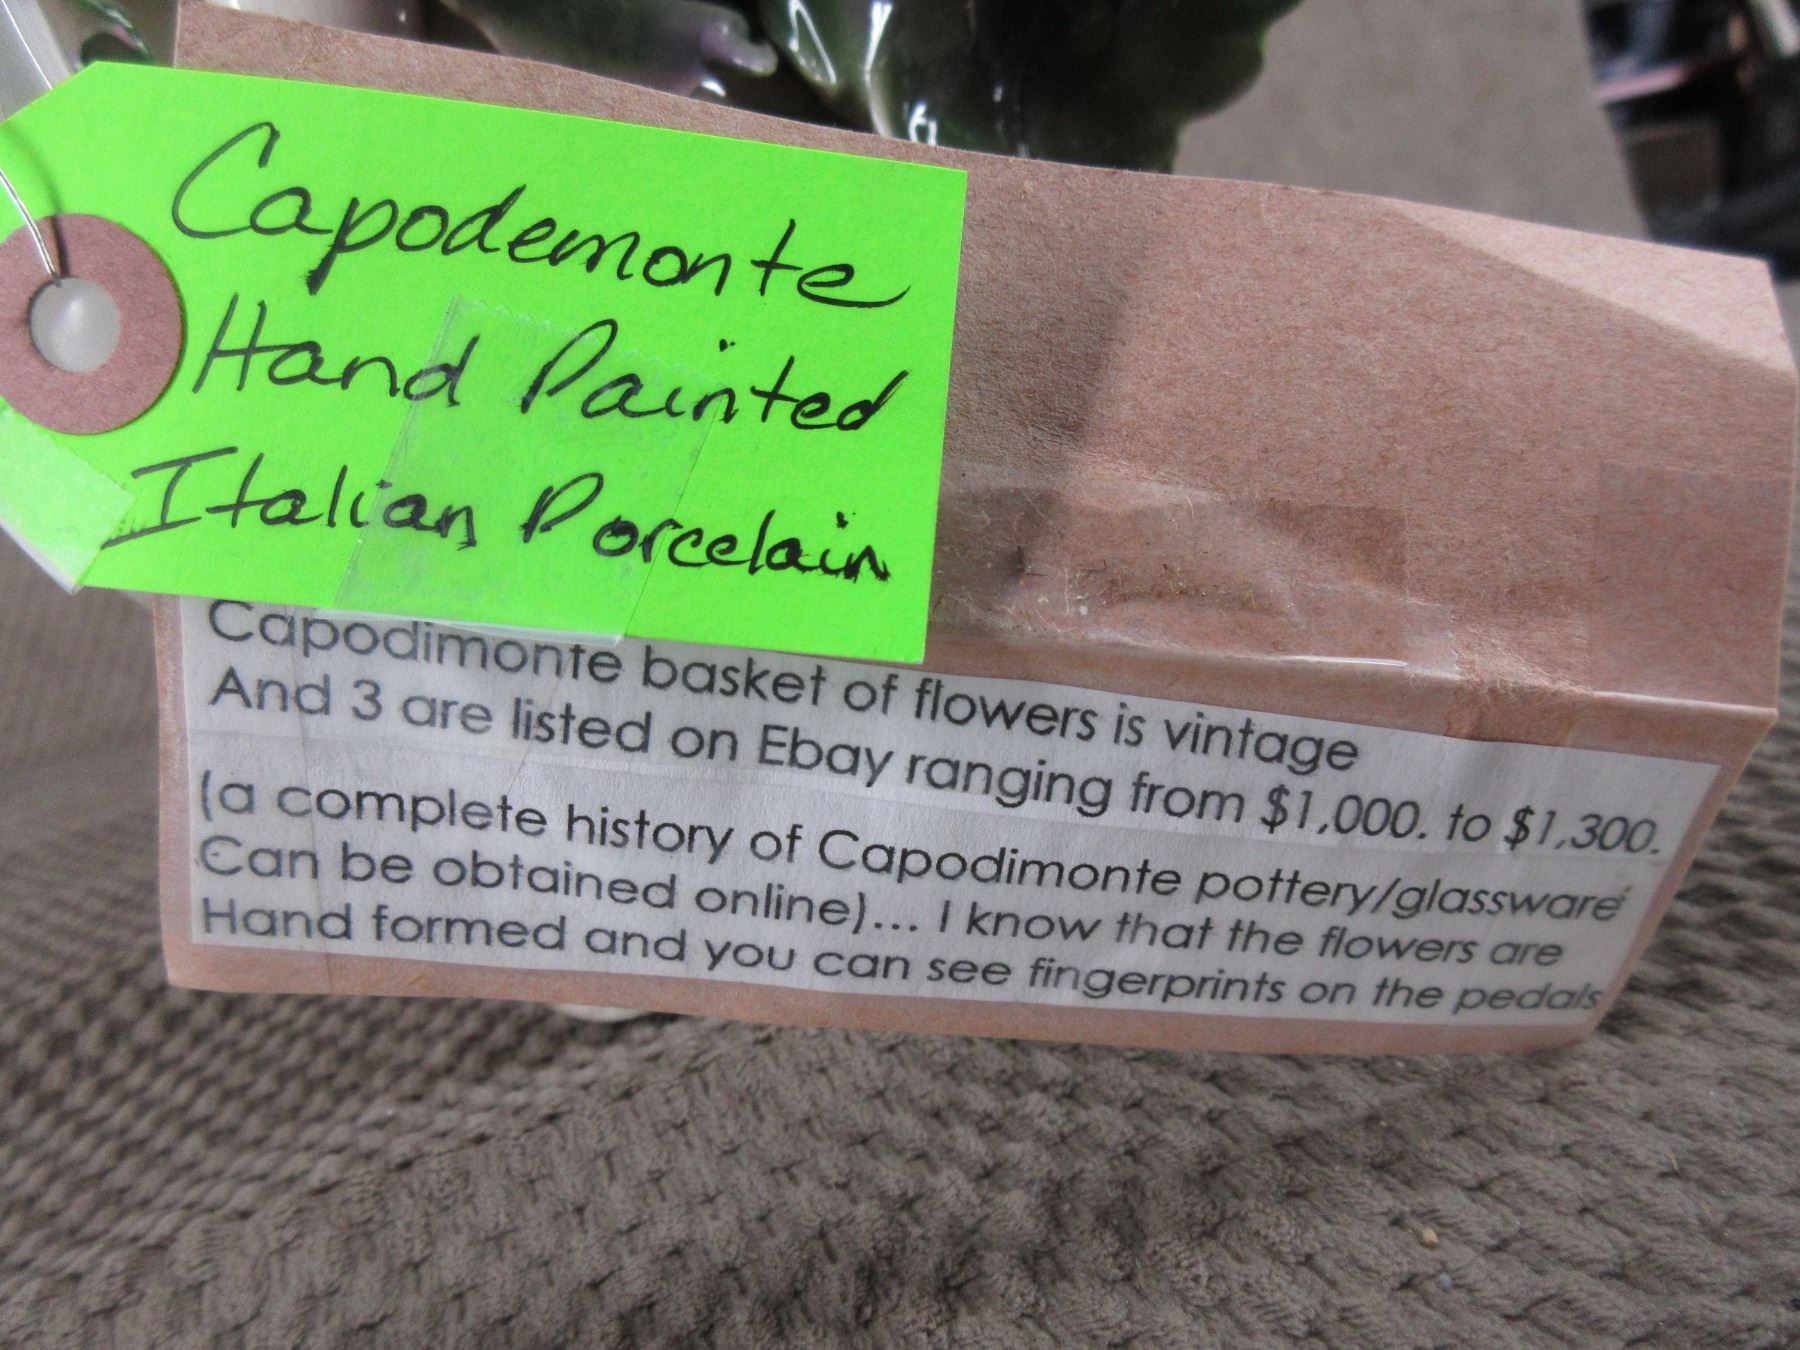 Capodemonte
Hand Painted
Italian Porcelain
Capodimonte basket of flowers is vintage
And 3 are listed on Ebay ranging from $1,000. to $1,300.
(a complete history of Capodimonte pottery/glassware
Can be obtained online)... I know that the flowers are
Hand formed and you can see fingerprints on the pedals